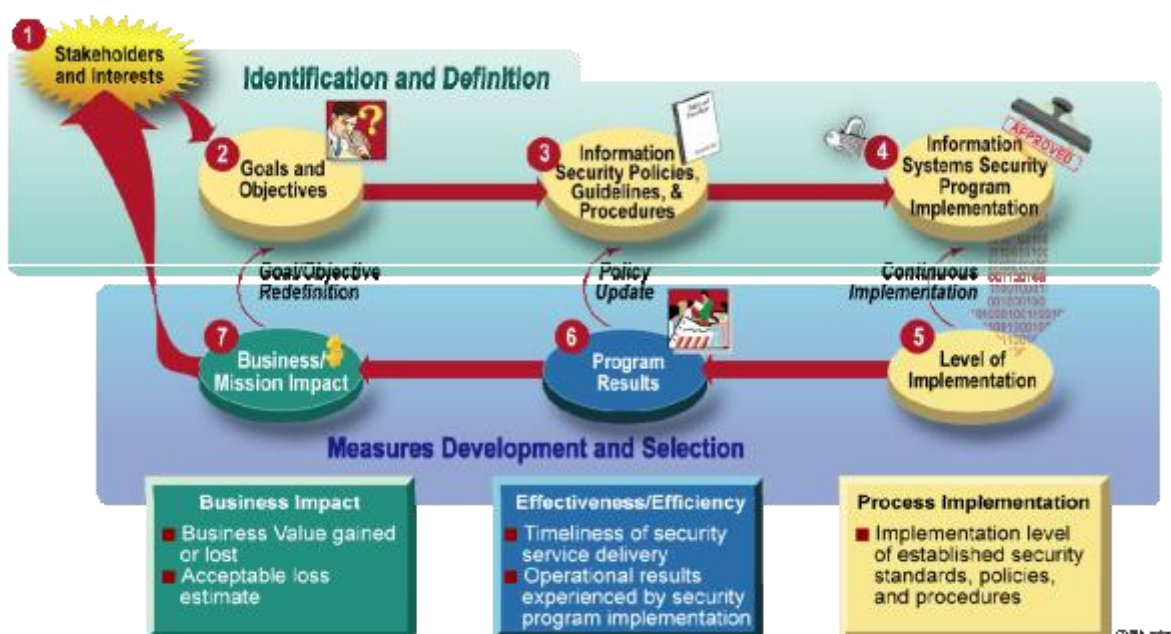 1
Stakeholders
and Interests
Identification and Definition
2
Goals and
Objectives
3
Information
Security Policies,
Guidelines, &
Procedures
4
Information
Systems Security
Program
Implementation
APPROVED
Goal/Objective
Redefinition
Policy
Update
Continuous
Implementation
7
Business/
Mission Impact
6
Program
Results
5
Level of
Implementation
Measures Development and Selection
Business Impact
Business Value gained
or lost
Acceptable loss
estimate
Effectiveness/Efficiency
Timeliness of security
service delivery
Operational results
experienced by security
program implementation
Process Implementation
Implementation level
of established security
standards, policies,
and procedures